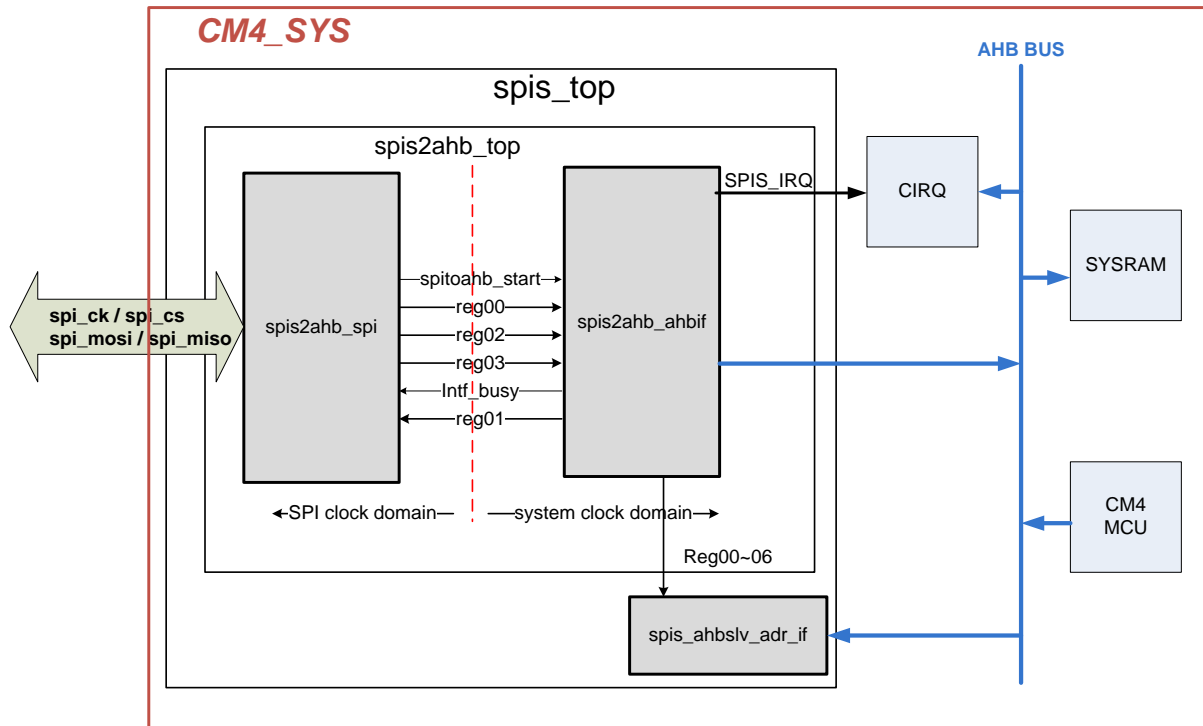 CM4_SYS
AHB BUS
spis_top
spis2ahb_top
SPIS_IRQ
CIRQ
SYSRAM
spi_ck / spi_cs
spi_mosi / spi_miso
spis2ahb_spi
spitoahb_start
reg00
reg02
reg03
Intf_busy
reg01
spis2ahb_ahbif
SPI clock domain
system clock domain
CM4
MCU
Reg00~06
spis_ahbslv_adr_if